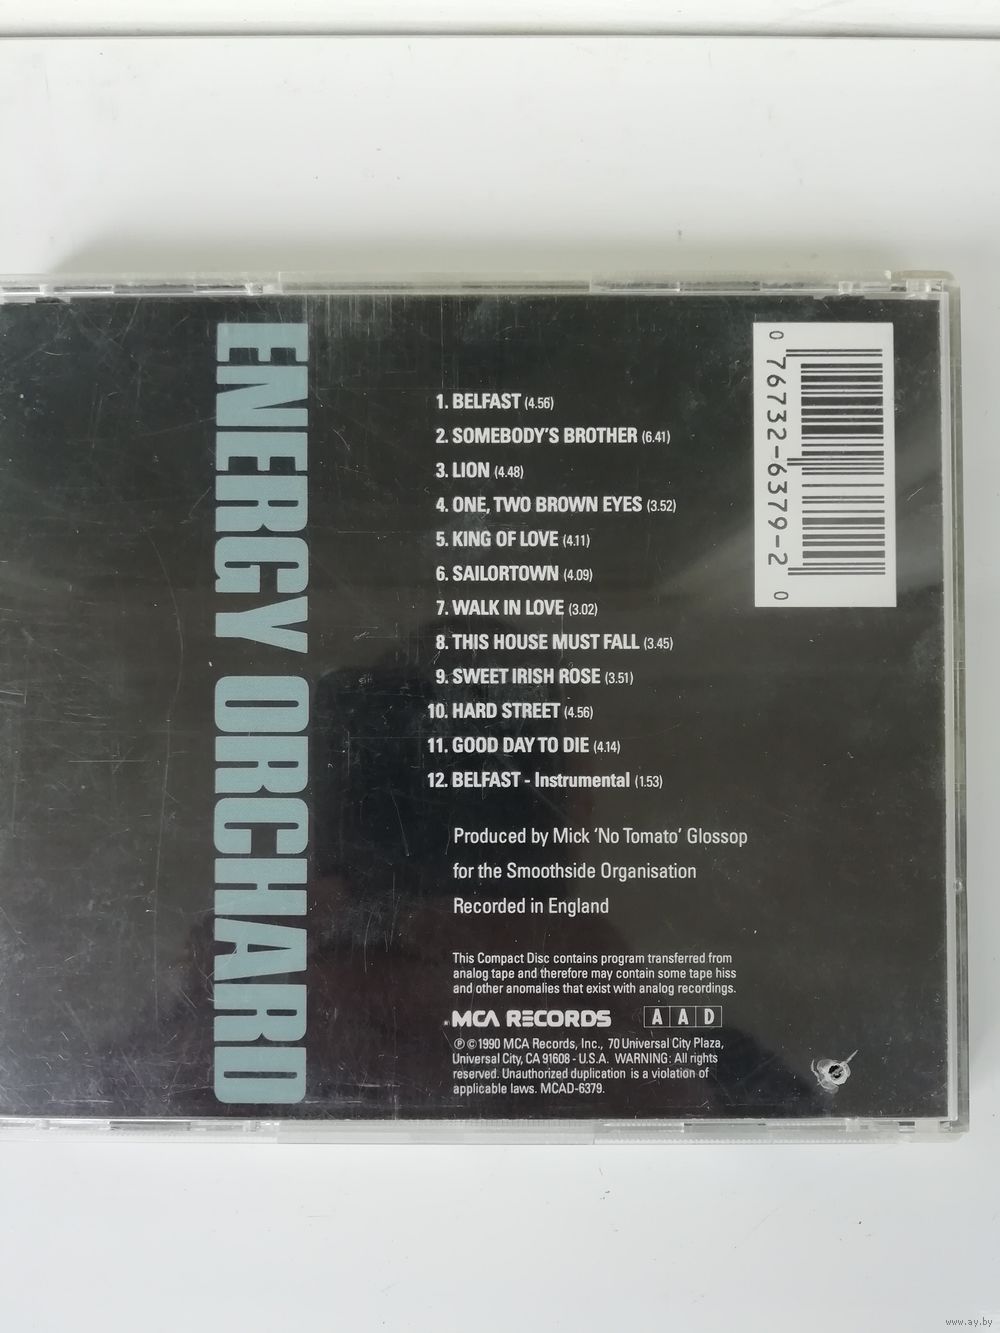 ENERGY ORCHARD
1. BELFAST (4.56)
2. SOMEBODY'S BROTHER (6.41)
3. LION (4.48)
4. ONE, TWO BROWN EYES (3.52)
5. KING OF LOVE (4.11)
6. SAILORTOWN (4.09)
7. WALK IN LOVE (3.02)
8. THIS HOUSE MUST FALL (3.45)
9. SWEET IRISH ROSE (3.51)
10. HARD STREET (4.56)
11. GOOD DAY TO DIE (4.14)
12. BELFAST - Instrumental (1.53)
Produced by Mick 'No Tomato' Glossop
for the Smoothside Organisation
Recorded in England
This Compact Disc contains program transferred from
analog tape and therefore may contain some tape hiss
and other anomalies that exist with analog recordings.
MCA RECORDS AAD
℗ © 1990 MCA Records, Inc., 70 Universal City Plaza,
Universal City, CA 91608 - U.S.A. WARNING: All rights
reserved. Unauthorized duplication is a violation of
applicable laws. MCAD-6379.
0 76732-6379-2 0
www.ay.by